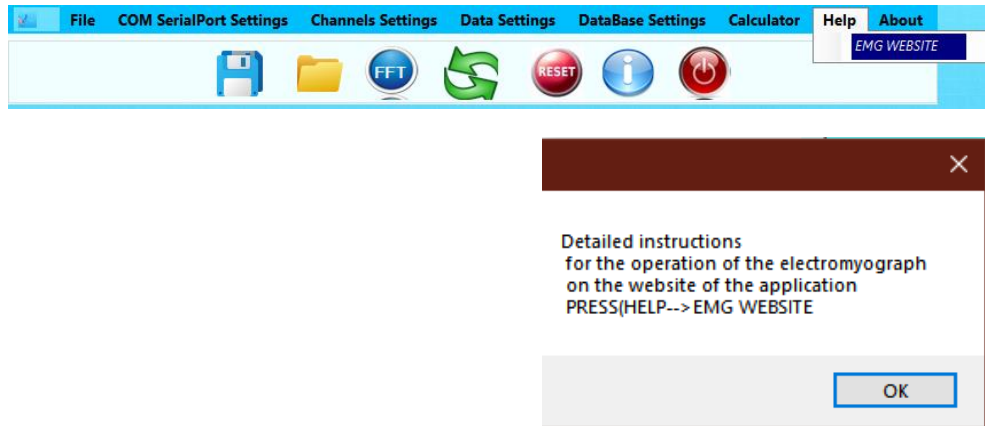 File COM SerialPort Settings Channels Settings Data Settings DataBase Settings Calculator Help About
EMG WEBSITE
FFT RESET
Detailed instructions
for the operation of the electromyograph
on the website of the application
PRESS(HELP-->EMG WEBSITE
OK